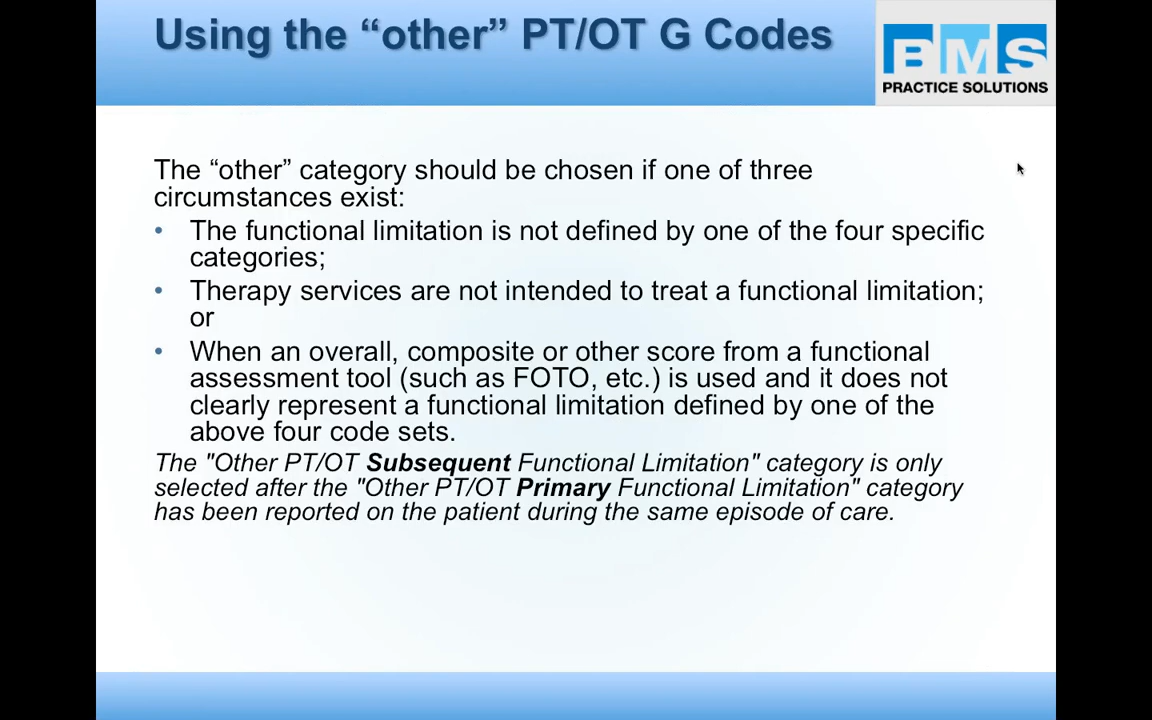 Using the “other” PT/OT G Codes
BMS
PRACTICE SOLUTIONS
The “other” category should be chosen if one of three
circumstances exist:
• The functional limitation is not defined by one of the four specific
categories;
• Therapy services are not intended to treat a functional limitation;
or
• When an overall, composite or other score from a functional
assessment tool (such as FOTO, etc.) is used and it does not
clearly represent a functional limitation defined by one of the
above four code sets.
The "Other PT/OT Subsequent Functional Limitation" category is only
selected after the "Other PT/OT Primary Functional Limitation" category
has been reported on the patient during the same episode of care.